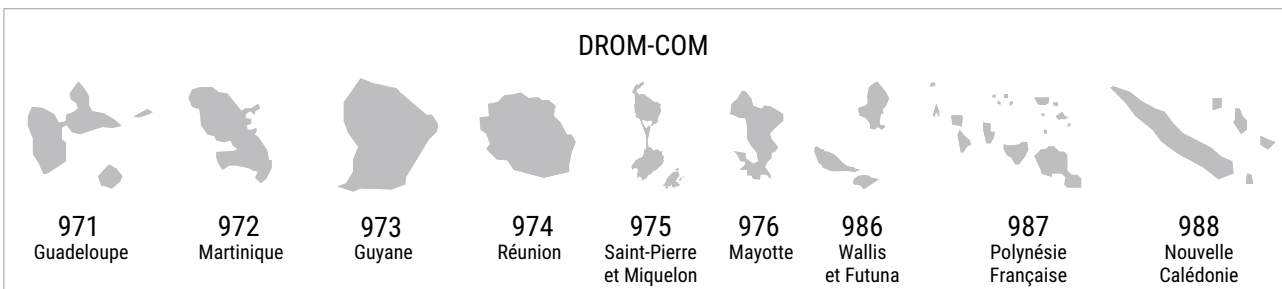 DROM-COM
971
Guadeloupe
972
Martinique
973
Guyane
974
Réunion
975
Saint-Pierre
et Miquelon
976
Mayotte
986
Wallis
et Futuna
987
Polynésie
Française
988
Nouvelle
Calédonie